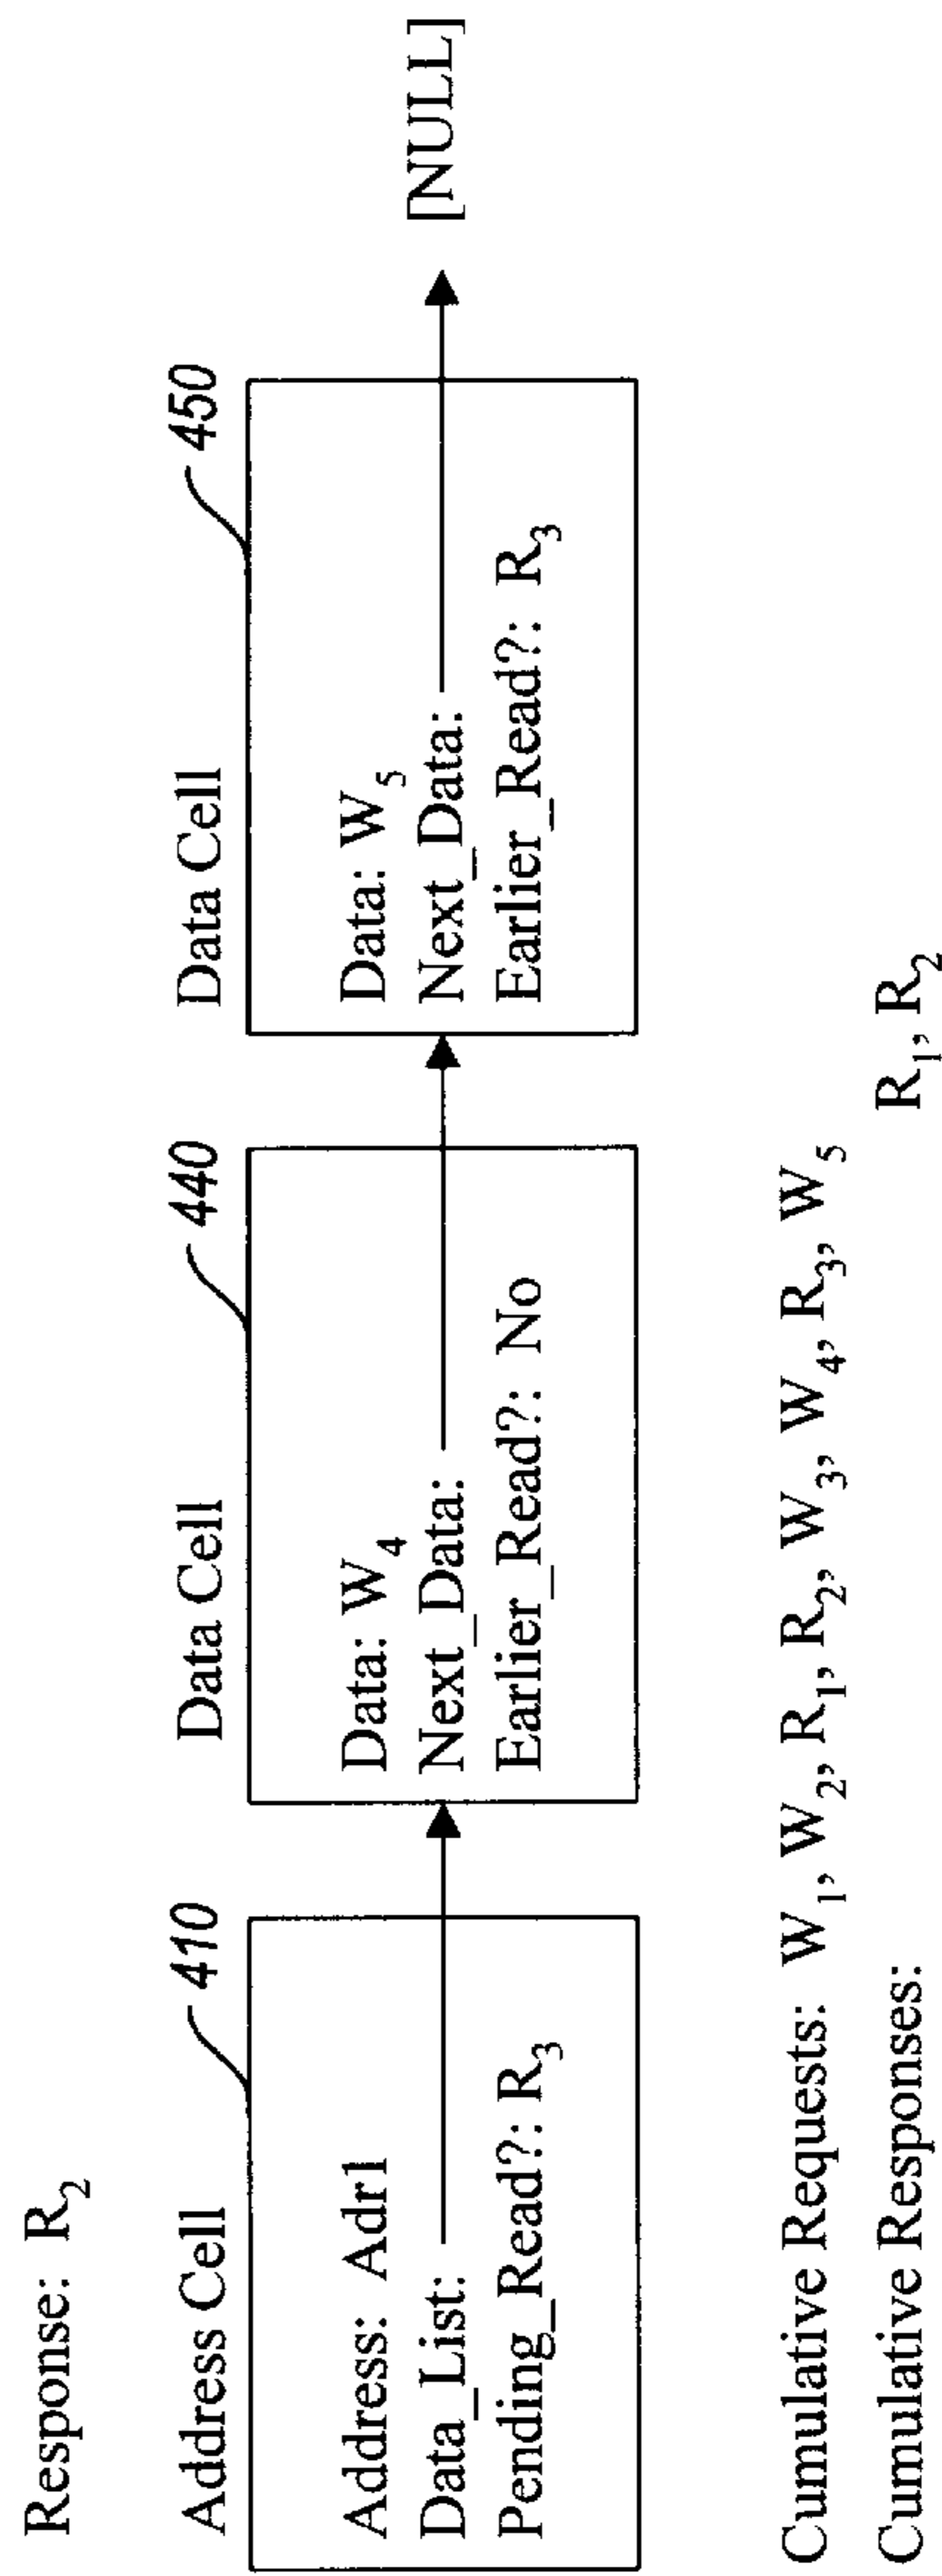 Response: R₂
Address Cell
410
Address: Adr1
Data_List:
Pending_Read?: R₃
Data Cell
440
Data: W₄
Next_Data:
Earlier_Read?: No
Data Cell
450
Data: W₅
Next_Data:
Earlier_Read?: R₃
[NULL]
Cumulative Requests: W₁, W₂, R₁, R₂, W₃, W₄, R₃, W₅
Cumulative Responses: R₁, R₂